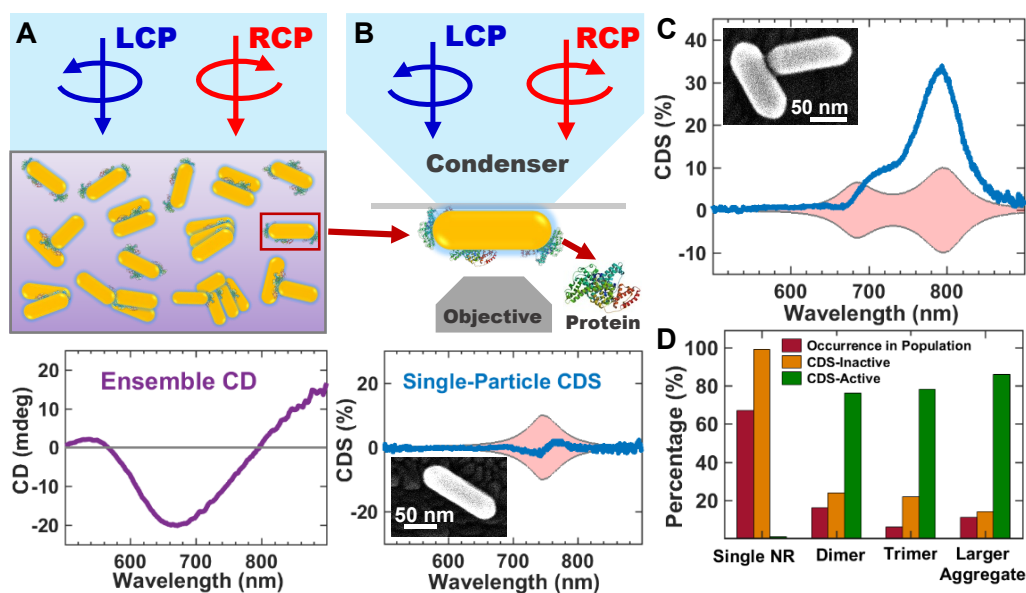 A
LCP
RCP
B
LCP
RCP
Condenser
Objective
Protein
Ensemble CD
CD (mdeg)
20
0
-10
-20
600
700
800
Wavelength (nm)
Single-Particle CDS
CDS (%)
20
0
-20
50 nm
600
700
800
Wavelength (nm)
C
CDS (%)
40
30
20
10
0
-10
50 nm
600
700
800
Wavelength (nm)
D
Percentage (%)
100
80
60
40
20
Occurrence in Population
CDS-Inactive
CDS-Active
Single NR
Dimer
Trimer
Larger
Aggregate